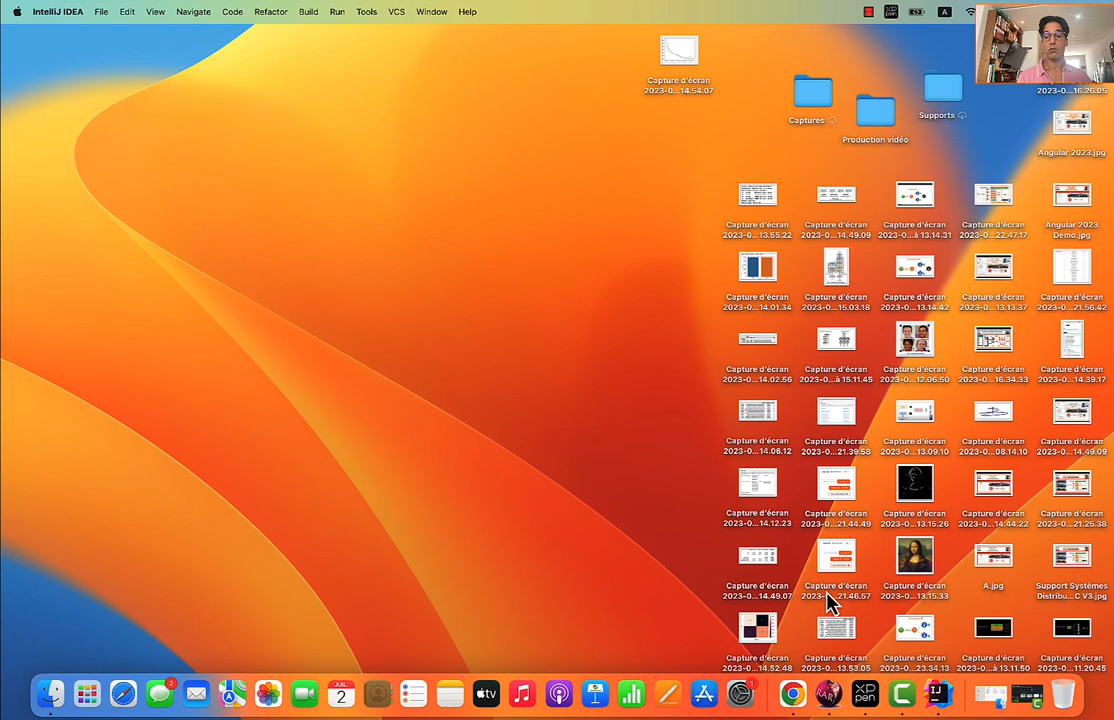 IntelliJ IDEA File Edit View Navigate Code Refactor Build Run Tools VCS Window Help
A
Capture d'écran
2023-0...14.54.07
Captures
Production vidéo
Supports
2023-0...16.26.05
Angular 2023.jpg
Capture d'écran
2023-0...13.55.22
Capture d'écran
2023-0...14.49.09
Capture d'écran
2023-0...à 13.14.31
Capture d'écran
2023-0...22.47.17
Angular 2023
Demo.jpg
Capture d'écran
2023-0...14.01.34
Capture d'écran
2023-0...15.03.18
Capture d'écran
2023-0...13.14.42
Capture d'écran
2023-0...13.13.37
Capture d'écran
2023-0...21.56.42
Capture d'écran
2023-0...14.02.56
Capture d'écran
2023-0...à 15.11.45
Capture d'écran
2023-0...12.06.50
Capture d'écran
2023-0...16.34.33
Capture d'écran
2023-0...14.39.17
Capture d'écran
2023-0...14.06.12
Capture d'écran
2023-0...21.39.58
Capture d'écran
2023-0...13.09.10
Capture d'écran
2023-0...08.14.10
Capture d'écran
2023-0...14.49.09
Capture d'écran
2023-0...14.12.23
Capture d'écran
2023-0...21.44.49
Capture d'écran
2023-0...13.15.26
Capture d'écran
2023-0...14.44.22
Capture d'écran
2023-0...21.25.38
Capture d'écran
2023-0...14.49.07
Capture d'écran
2023-0...21.46.57
Capture d'écran
2023-0...13.15.33
A.jpg
Support Systèmes
Distribu...C V3.jpg
Capture d'écran
2023-0...14.52.48
Capture d'écran
2023-0...13.53.05
Capture d'écran
2023-0...23.34.13
Capture d'écran
2023-0...à 13.11.50
Capture d'écran
2023-0...11.20.45
2
JUIL.
2
tv
1
XP
PEN
C
IJ